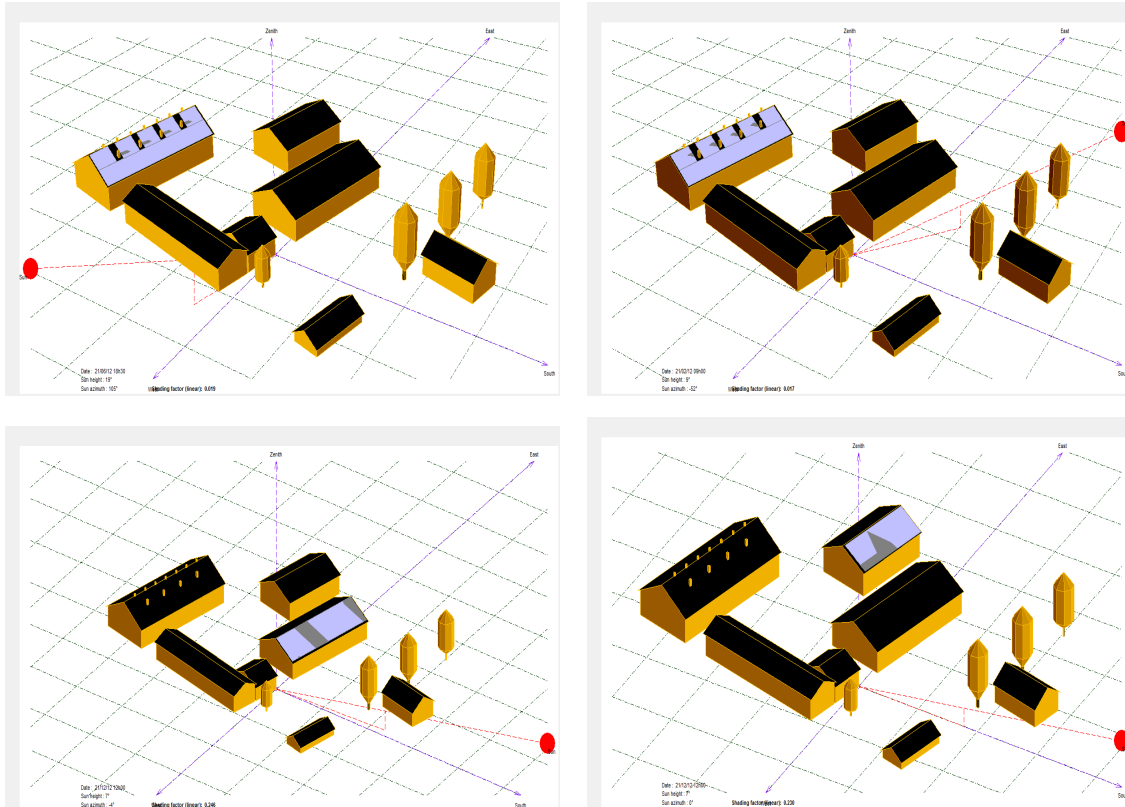 Zenith
East
South
Date : 21/06/12 18h30
Sun height : 19°
Sun azimuth : 105°
Shading factor (linear): 0.019
Zenith
East
Date : 21/02/12 09h00
Sun height : 9°
Sun azimuth : -52°
Shading factor (linear): 0.017
Zenith
East
South
Date : 21/12/12 12h00
Sun height : 7°
Sun azimuth : -4°
Shading factor (linear): 0.246
Zenith
East
Sun height : 7°
Sun azimuth : 0°
Shading factor (linear): 0.230